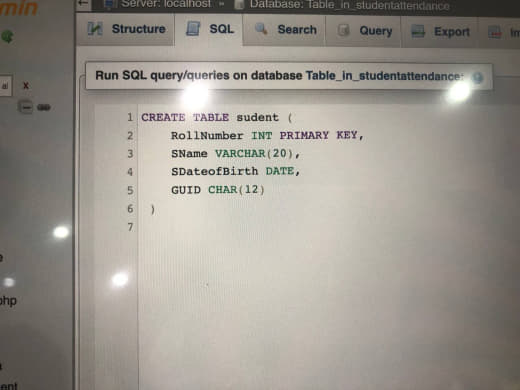 min
Server: localhost » Database: Table_in_studentattendance
Structure SQL Search Query Export Im
Run SQL query/queries on database Table_in_studentattendance:
al x
1 CREATE TABLE sudent (
2 RollNumber INT PRIMARY KEY,
3 SName VARCHAR(20),
4 SDateofBirth DATE,
5 GUID CHAR(12)
6 )
7
php
ent